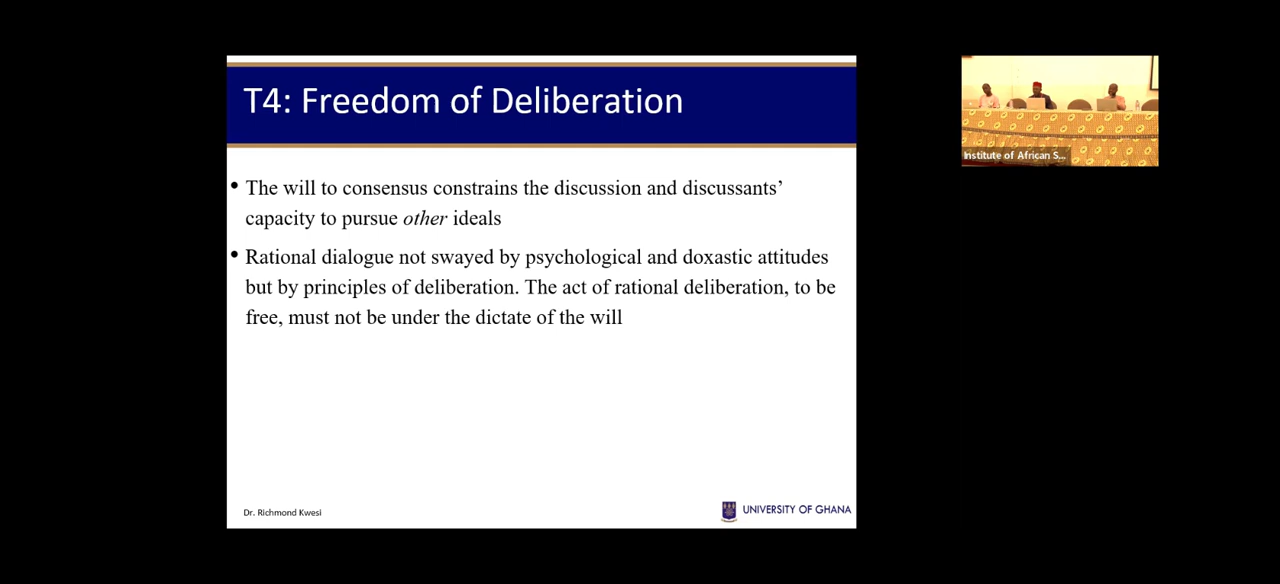 T4: Freedom of Deliberation
• The will to consensus constrains the discussion and discussants’
capacity to pursue other ideals
• Rational dialogue not swayed by psychological and doxastic attitudes
but by principles of deliberation. The act of rational deliberation, to be
free, must not be under the dictate of the will
Dr. Richmond Kwesi
UNIVERSITY OF GHANA
Institute of African S...